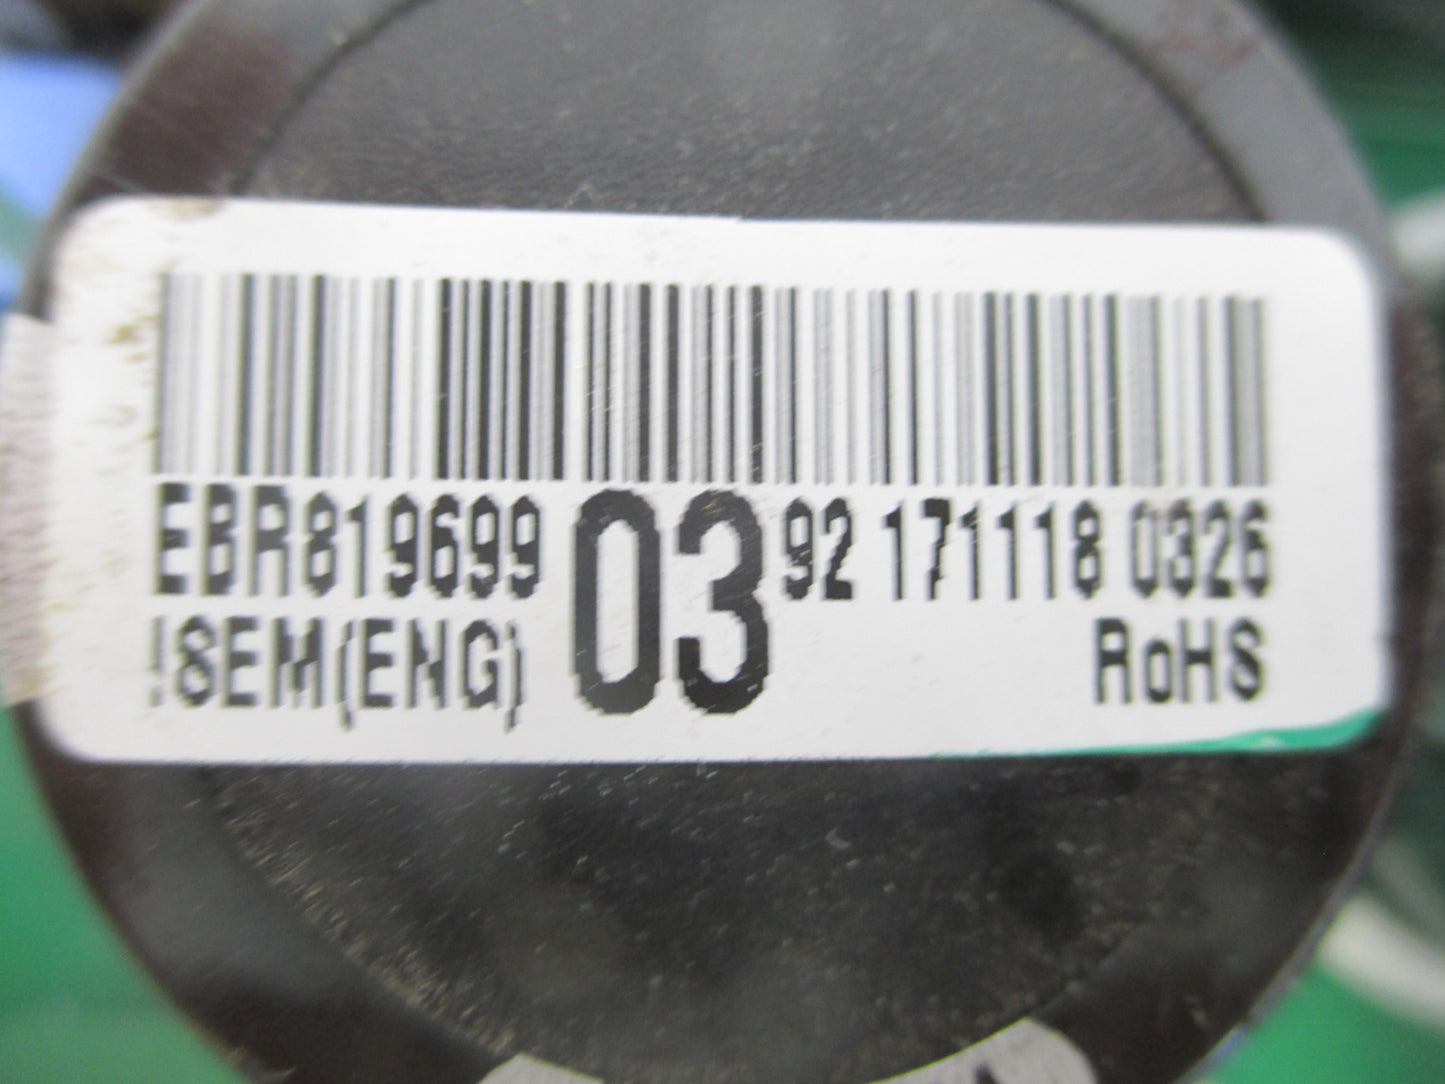 EBR819699 03 92 171118 0326
!SEM(ENG) RoHS